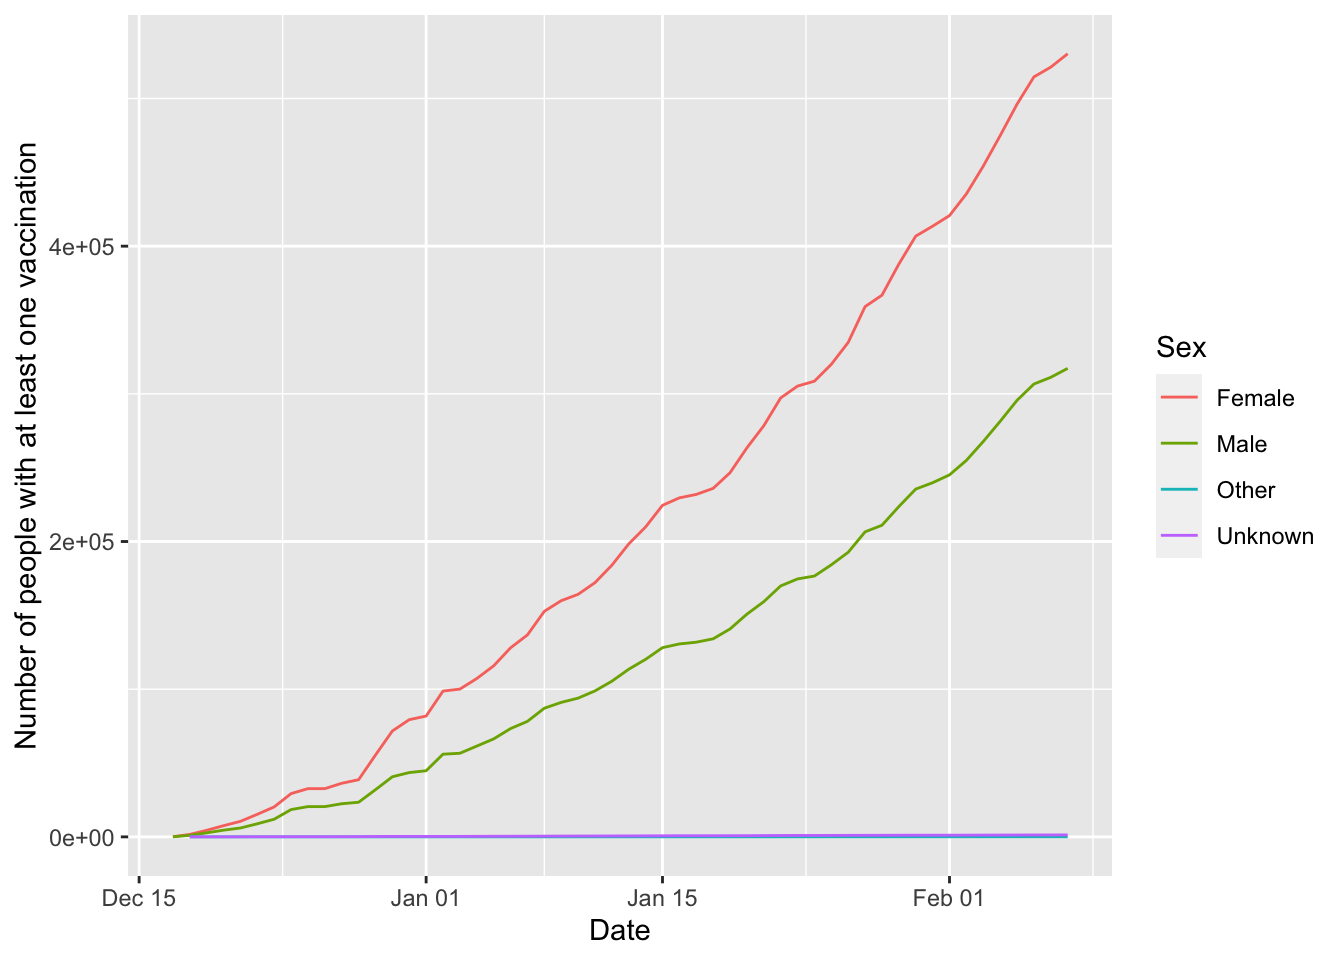 Number of people with at least one vaccination
4e+05
2e+05
0e+00
Dec 15
Jan 01
Jan 15
Feb 01
Date
Sex
Female
Male
Other
Unknown